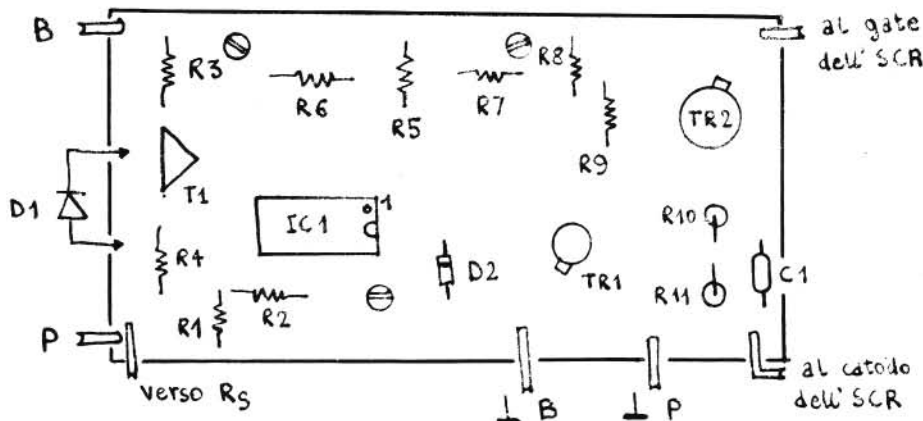 B
al gate
dell' SCR
R3
R8
R6
R7
R5
TR2
R9
T1
D1
IC1
1
R10
R4
D2
TR1
C1
R11
R2
R1
P
verso RS
B
P
al catodo
dell' SCR